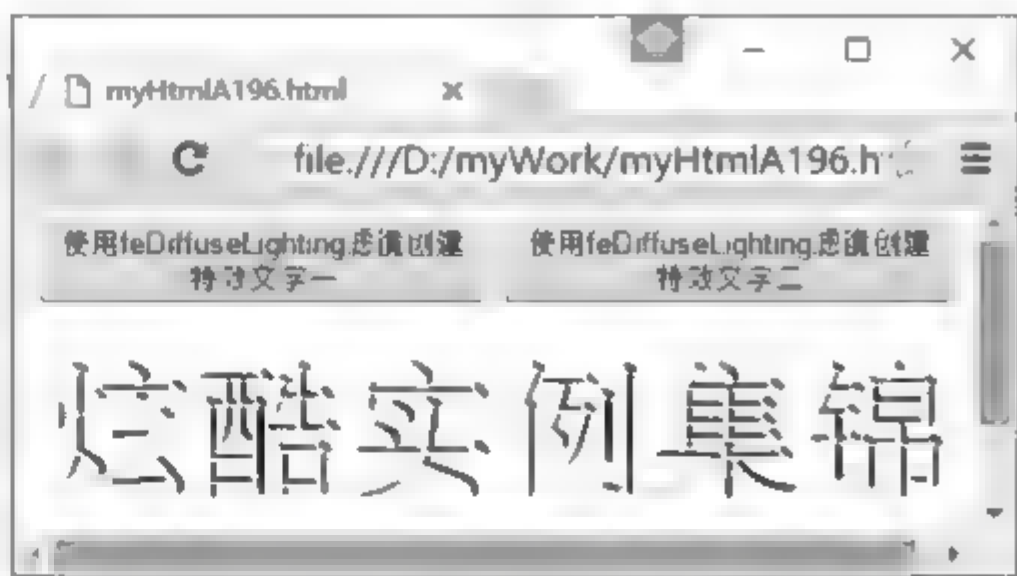 myHtmlA196.html
file:///D:/myWork/myHtmlA196.h
使用feDiffuseLighting滤镜创建
特效文字一
使用feDiffuseLighting滤镜创建
特效文字二
炫酷实例集锦